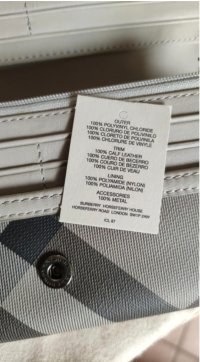 OUTER
100% POLYVINYL CHLORIDE
100% CLORURO DE POLIVINILO
100% CLORETO DE POLIVINILA
100% CHLORURE DE VINYLE
TRIM
100% CALF LEATHER
100% CUERO DE BECERRO
100% COURO DE BEZERRO
100% CUIR DE VEAU
LINING
100% POLYAMIDE (NYLON)
100% POLIAMIDA (NILON)
ACCESSORIES
100% METAL
BURBERRY HORSEFERRY HOUSE
HORSEFERRY ROAD LONDON SW1P 2AW
ICL 67